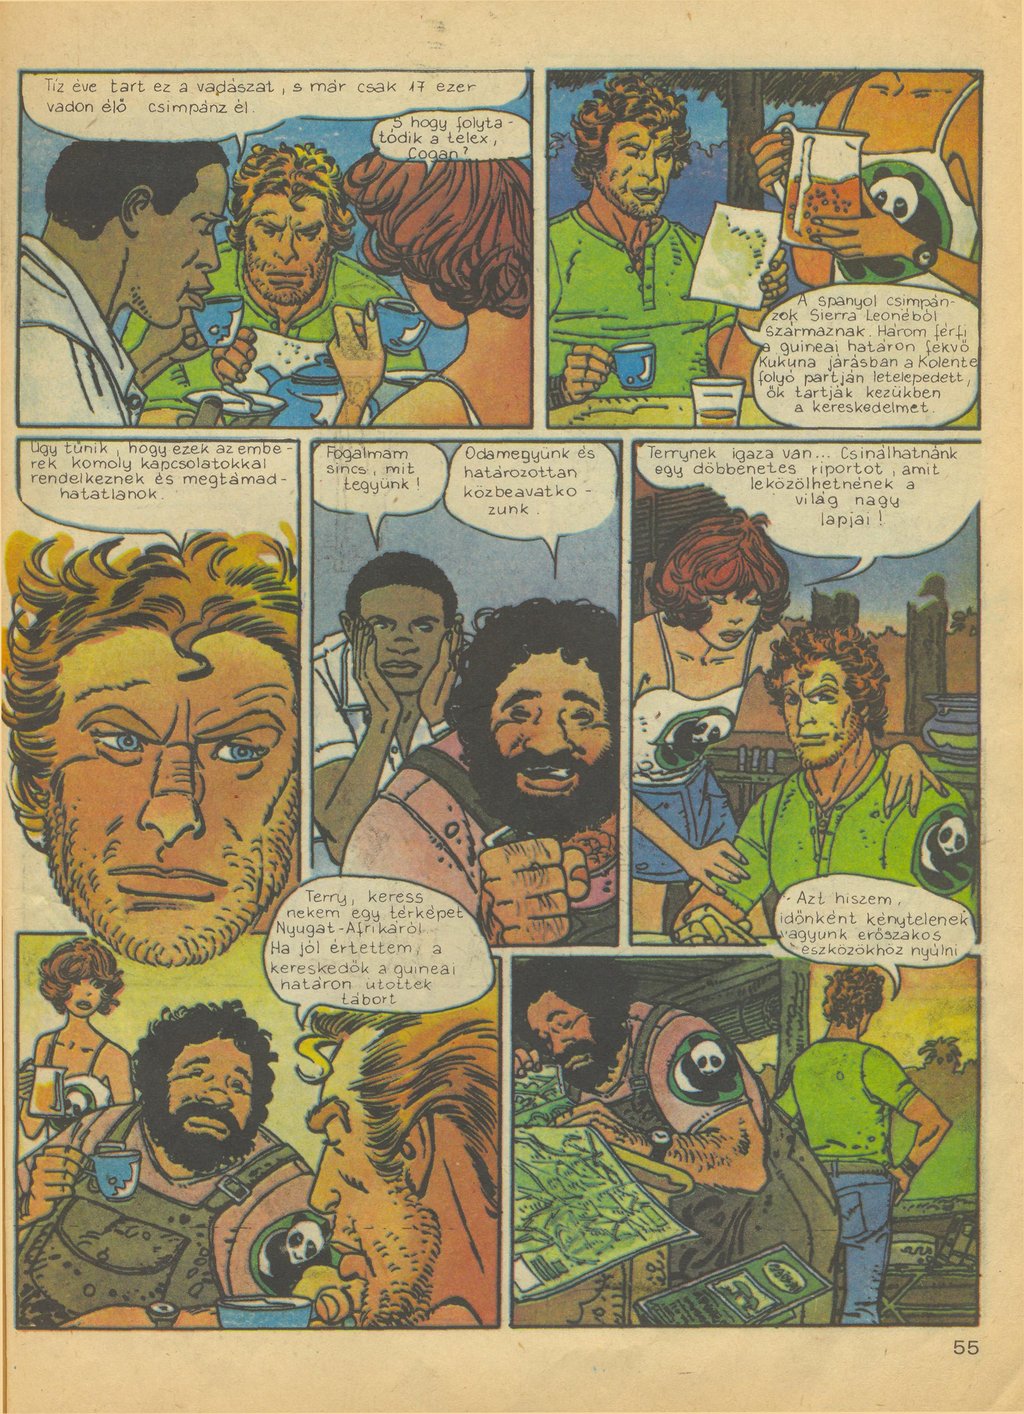 Tíz éve tart ez a vadászat, s már csak 17 ezer
vadon élő csimpánz él.
S hogy folyta-
tódik a telex,
Cogan?
A spanyol csimpán-
zok Sierra Leonéból
származnak. Három férfi
a guineai határon fekvő
Kukuna járásban a Kolente
folyó partján letelepedett,
ők tartják kezükben
a kereskedelmet.
Úgy tűnik, hogy ezek az embe-
rek komoly kapcsolatokkal
rendelkeznek és megtámad-
hatatlanok.
Fogalmam
sincs, mit
tegyünk!
Odamegyünk és
határozottan
közbeavatko-
zunk.
Terrynek igaza van... Csinálhatnánk
egy döbbenetes riportot, amit
leközölhetnének a
világ nagy
lapjai!
Terry, keress
nekem egy térképet
Nyugat-Afrikáról.
Ha jól értettem, a
kereskedők a guineai
határon ütöttek
tábort
Azt hiszem,
időnként kénytelenek
vagyunk erőszakos
eszközökhöz nyúlni
55